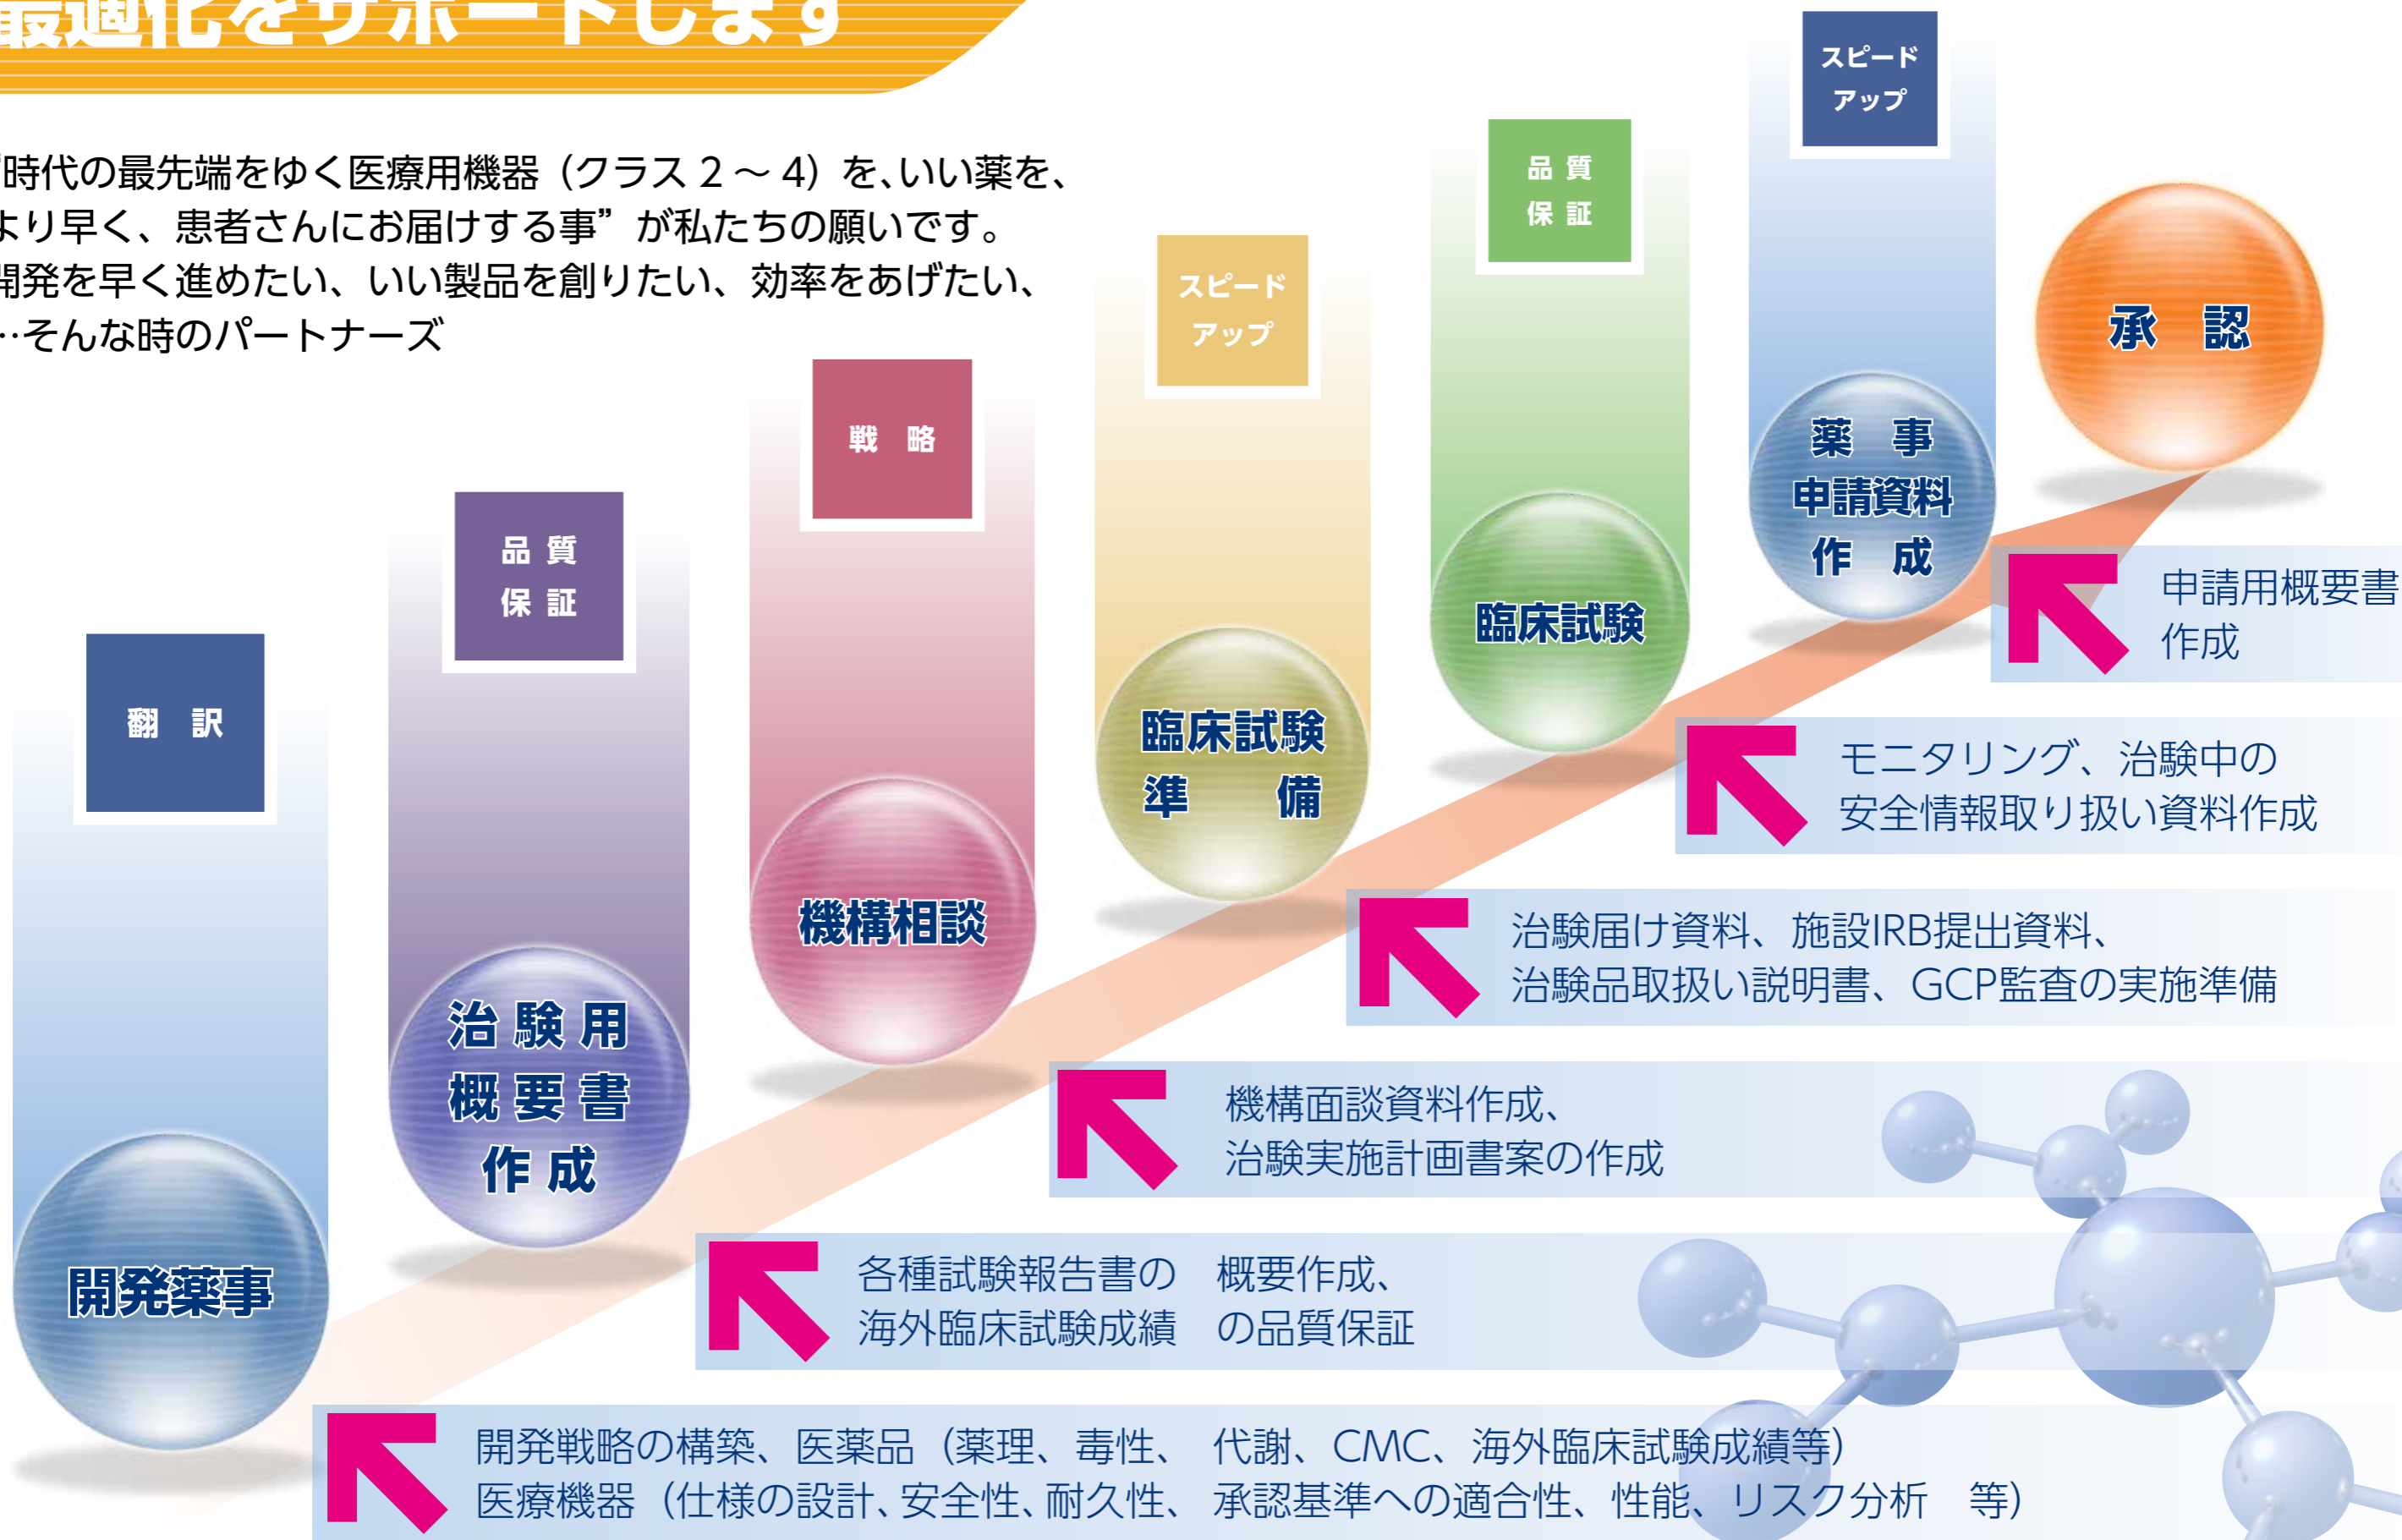 最適化をサポートします
時代の最先端をゆく医療用機器（クラス 2 ～ 4）を、いい薬を、
より早く、患者さんにお届けする事”が私たちの願いです。
開発を早く進めたい、いい製品を創りたい、効率をあげたい、
…そんな時のパートナーズ
翻 訳
開発薬事
品 質
保 証
治 験 用
概 要 書
作 成
戦 略
機構相談
スピード
アップ
臨床試験
準 備
品 質
保 証
臨床試験
スピード
アップ
薬 事
申請資料
作 成
承 認
申請用概要書
作成
モニタリング、治験中の
安全情報取り扱い資料作成
治験届け資料、施設IRB提出資料、
治験品取扱い説明書、GCP監査の実施準備
機構面談資料作成、
治験実施計画書案の作成
各種試験報告書の 概要作成、
海外臨床試験成績 の品質保証
開発戦略の構築、医薬品（薬理、毒性、 代謝、CMC、海外臨床試験成績等）
医療機器（仕様の設計、安全性、耐久性、 承認基準への適合性、性能、リスク分析 等）